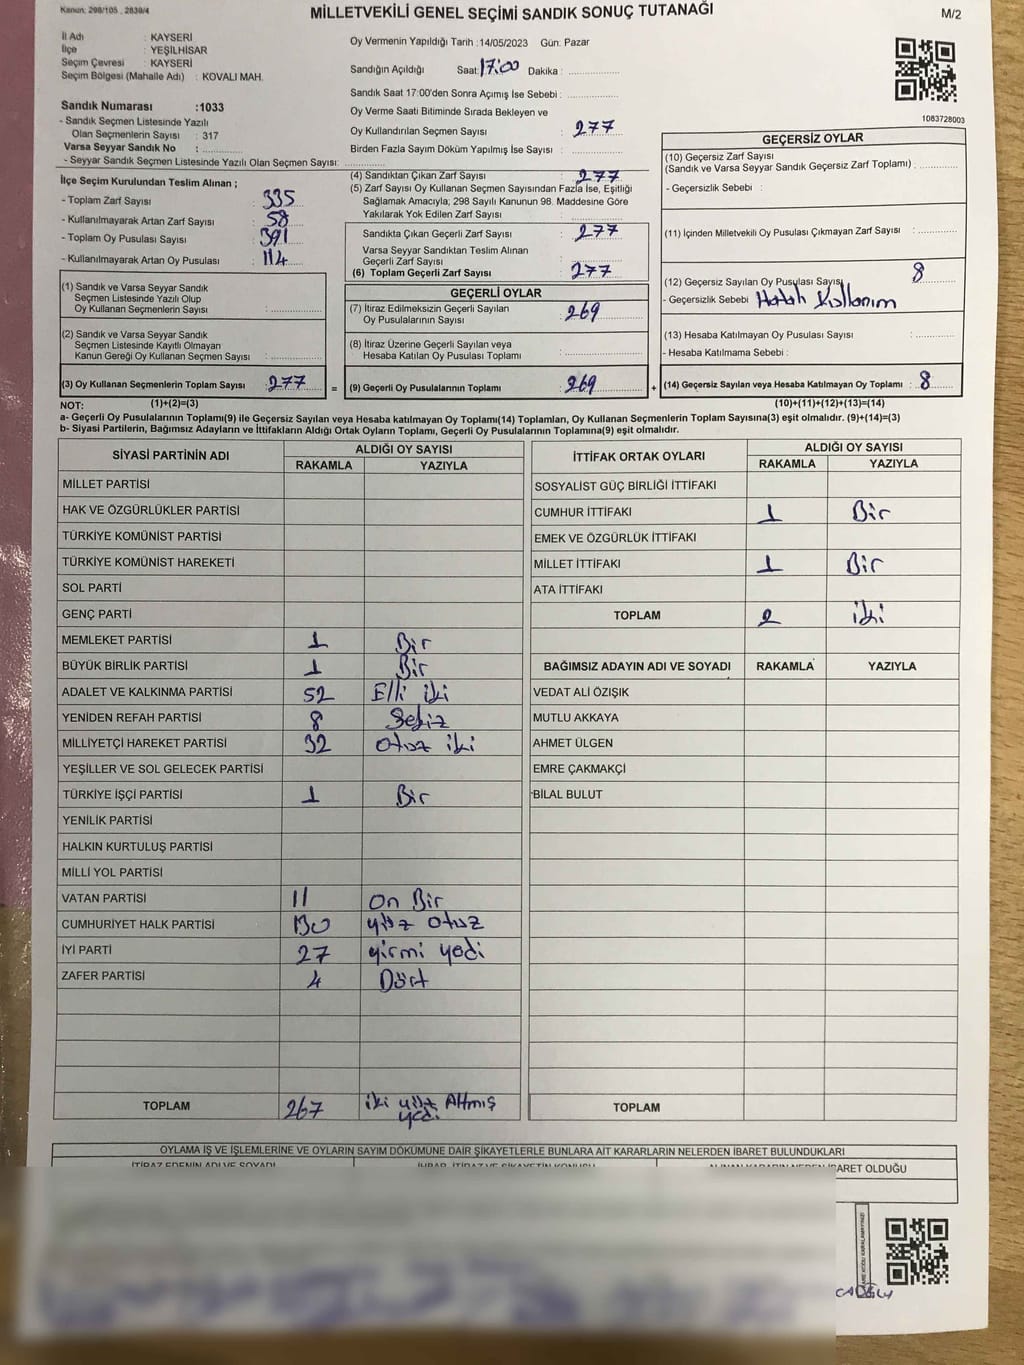 Kanun: 298/105 , 2839/4
MİLLETVEKİLİ GENEL SEÇİMİ SANDIK SONUÇ TUTANAĞI
M/2
İl Adı : KAYSERİ
İlçe : YEŞİLHİSAR
Seçim Çevresi : KAYSERİ
Seçim Bölgesi (Mahalle Adı) : KOVALI MAH.
Sandık Numarası :1033
- Sandık Seçmen Listesinde Yazılı
Olan Seçmenlerin Sayısı : 317
Varsa Seyyar Sandık No :
- Seyyar Sandık Seçmen Listesinde Yazılı Olan Seçmen Sayısı:
Oy Vermenin Yapıldığı Tarih :14/05/2023 Gün: Pazar
Sandığın Açıldığı Saat: 17:00 Dakika :
Sandık Saat 17:00'den Sonra Açımış İse Sebebi :
Oy Verme Saati Bitiminde Sırada Bekleyen ve
Oy Kullandırılan Seçmen Sayısı : 277
Birden Fazla Sayım Döküm Yapılmış İse Sayısı :
1083728003
İlçe Seçim Kurulundan Teslim Alınan ;
- Toplam Zarf Sayısı : 335
- Kullanılmayarak Artan Zarf Sayısı : 58
- Toplam Oy Pusulası Sayısı : 391
- Kullanılmayarak Artan Oy Pusulası : 114
(4) Sandıktan Çıkan Zarf Sayısı : 277
(5) Zarf Sayısı Oy Kullanan Seçmen Sayısından Fazla İse, Eşitliği
Sağlamak Amacıyla; 298 Sayılı Kanunun 98. Maddesine Göre
Yakılarak Yok Edilen Zarf Sayısı :
Sandıkta Çıkan Geçerli Zarf Sayısı : 277
Varsa Seyyar Sandıktan Teslim Alınan
Geçerli Zarf Sayısı :
(6) Toplam Geçerli Zarf Sayısı : 277
GEÇERSİZ OYLAR
(10) Geçersiz Zarf Sayısı
(Sandık ve Varsa Seyyar Sandık Geçersiz Zarf Toplamı) :
- Geçersizlik Sebebi :
(11) İçinden Milletvekili Oy Pusulası Çıkmayan Zarf Sayısı :
(12) Geçersiz Sayılan Oy Pusulası Sayısı 8
- Geçersizlik Sebebi Hatalı Kullanım
(13) Hesaba Katılmayan Oy Pusulası Sayısı :
- Hesaba Katılmama Sebebi :
(14) Geçersiz Sayılan veya Hesaba Katılmayan Oy Toplamı : 8
(10)+(11)+(12)+(13)=(14)
(1) Sandık ve Varsa Seyyar Sandık
Seçmen Listesinde Yazılı Olup
Oy Kullanan Seçmenlerin Sayısı :
(2) Sandık ve Varsa Seyyar Sandık
Seçmen Listesinde Kayıtlı Olmayan
Kanun Gereği Oy Kullanan Seçmen Sayısı :
(3) Oy Kullanan Seçmenlerin Toplam Sayısı : 277
(1)+(2)=(3)
=
GEÇERLİ OYLAR
(7) İtiraz Edilmeksizin Geçerli Sayılan
Oy Pusulalarının Sayısı : 269
(8) İtiraz Üzerine Geçerli Sayılan veya
Hesaba Katılan Oy Pusulası Toplamı :
(9) Geçerli Oy Pusulalarının Toplamı : 269
+
NOT:
a- Geçerli Oy Pusulalarının Toplamı(9) ile Geçersiz Sayılan veya Hesaba katılmayan Oy Toplamı(14) Toplamları, Oy Kullanan Seçmenlerin Toplam Sayısına(3) eşit olmalıdır. (9)+(14)=(3)
b- Siyasi Partilerin, Bağımsız Adayların ve İttifakların Aldığı Ortak Oyların Toplamı, Geçerli Oy Pusulalarının Toplamına(9) eşit olmalıdır.
SİYASİ PARTİNİN ADI ALDIĞI OY SAYISI
RAKAMLA YAZIYLA
MİLLET PARTİSİ
HAK VE ÖZGÜRLÜKLER PARTİSİ
TÜRKİYE KOMÜNİST PARTİSİ
TÜRKİYE KOMÜNİST HAREKETİ
SOL PARTİ
GENÇ PARTİ
MEMLEKET PARTİSİ 1 Bir
BÜYÜK BİRLİK PARTİSİ 1 Bir
ADALET VE KALKINMA PARTİSİ 52 Elli iki
YENİDEN REFAH PARTİSİ 8 Sekiz
MİLLİYETÇİ HAREKET PARTİSİ 32 otuz iki
YEŞİLLER VE SOL GELECEK PARTİSİ
TÜRKİYE İŞÇİ PARTİSİ 1 Bir
YENİLİK PARTİSİ
HALKIN KURTULUŞ PARTİSİ
MİLLİ YOL PARTİSİ
VATAN PARTİSİ 11 on Bir
CUMHURİYET HALK PARTİSİ 130 yüz otuz
İYİ PARTİ 27 yirmi yedi
ZAFER PARTİSİ 4 Dört
TOPLAM 267 iki yüz Altmış
yedi
İTTİFAK ORTAK OYLARI ALDIĞI OY SAYISI
RAKAMLA YAZIYLA
SOSYALİST GÜÇ BİRLİĞİ İTTİFAKI
CUMHUR İTTİFAKI 1 Bir
EMEK VE ÖZGÜRLÜK İTTİFAKI
MİLLET İTTİFAKI 1 Bir
ATA İTTİFAKI
TOPLAM 2 iki
BAĞIMSIZ ADAYIN ADI VE SOYADI RAKAMLA YAZIYLA
VEDAT ALİ ÖZIŞIK
MUTLU AKKAYA
AHMET ÜLGEN
EMRE ÇAKMAKÇİ
BİLAL BULUT
TOPLAM
OYLAMA İŞ VE İŞLEMLERİNE VE OYLARIN SAYIM DÖKÜMÜNE DAİR ŞİKAYETLERLE BUNLARA AİT KARARLARIN NELERDEN İBARET BULUNDUKLARI
İTİRAZ EDENİN ADI VE SOYADI